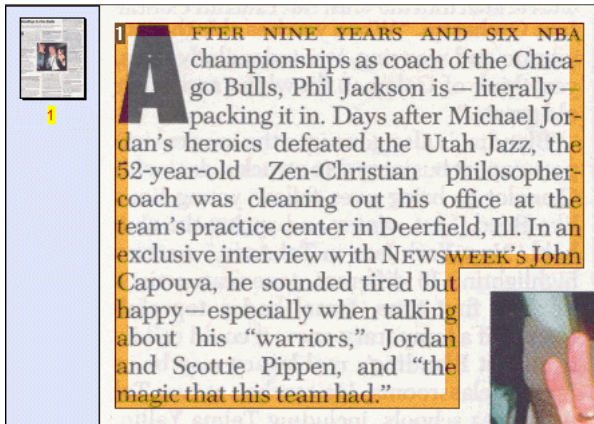 1
1
AFTER NINE YEARS AND SIX NBA
championships as coach of the Chica-
go Bulls, Phil Jackson is—literally—
packing it in. Days after Michael Jor-
dan's heroics defeated the Utah Jazz, the
52-year-old Zen-Christian philosopher-
coach was cleaning out his office at the
team's practice center in Deerfield, Ill. In an
exclusive interview with NEWSWEEK'S John
Capouya, he sounded tired but
happy—especially when talking
about his “warriors,” Jordan
and Scottie Pippen, and “the
magic that this team had.”